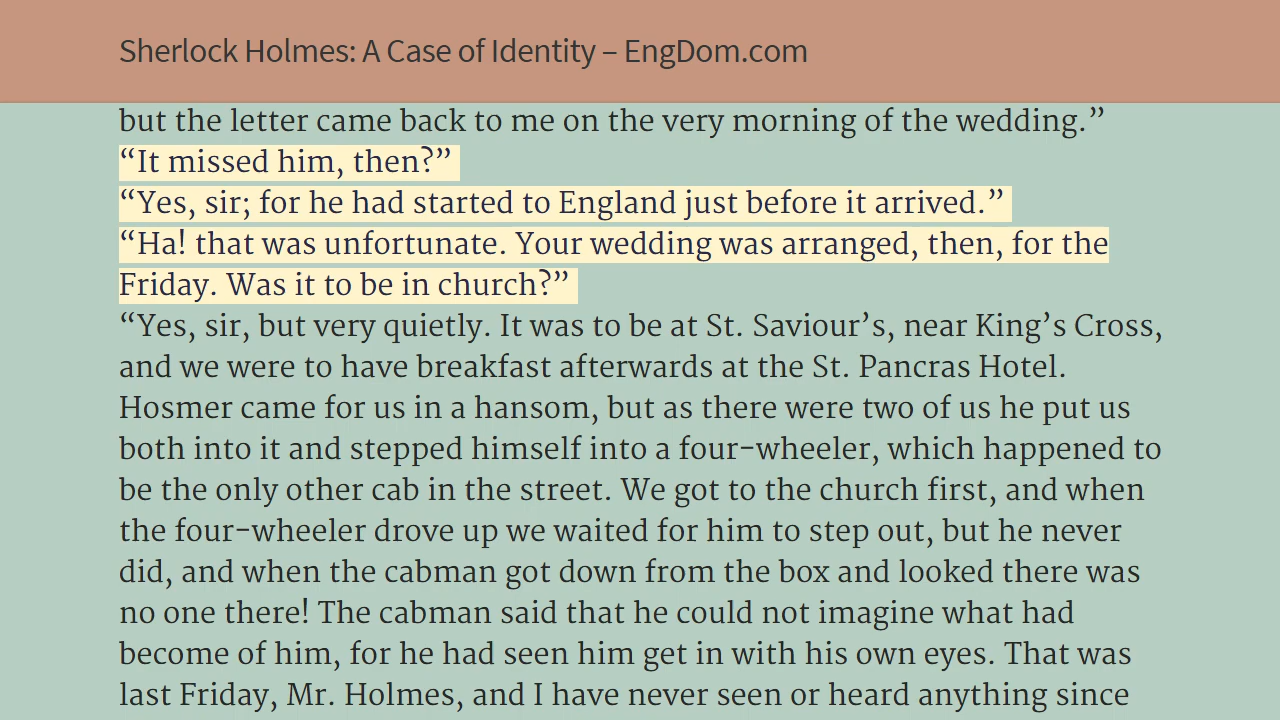 Sherlock Holmes: A Case of Identity – EngDom.com
but the letter came back to me on the very morning of the wedding.”
“It missed him, then?”
“Yes, sir; for he had started to England just before it arrived.”
“Ha! that was unfortunate. Your wedding was arranged, then, for the
Friday. Was it to be in church?”
“Yes, sir, but very quietly. It was to be at St. Saviour’s, near King’s Cross,
and we were to have breakfast afterwards at the St. Pancras Hotel.
Hosmer came for us in a hansom, but as there were two of us he put us
both into it and stepped himself into a four-wheeler, which happened to
be the only other cab in the street. We got to the church first, and when
the four-wheeler drove up we waited for him to step out, but he never
did, and when the cabman got down from the box and looked there was
no one there! The cabman said that he could not imagine what had
become of him, for he had seen him get in with his own eyes. That was
last Friday, Mr. Holmes, and I have never seen or heard anything since